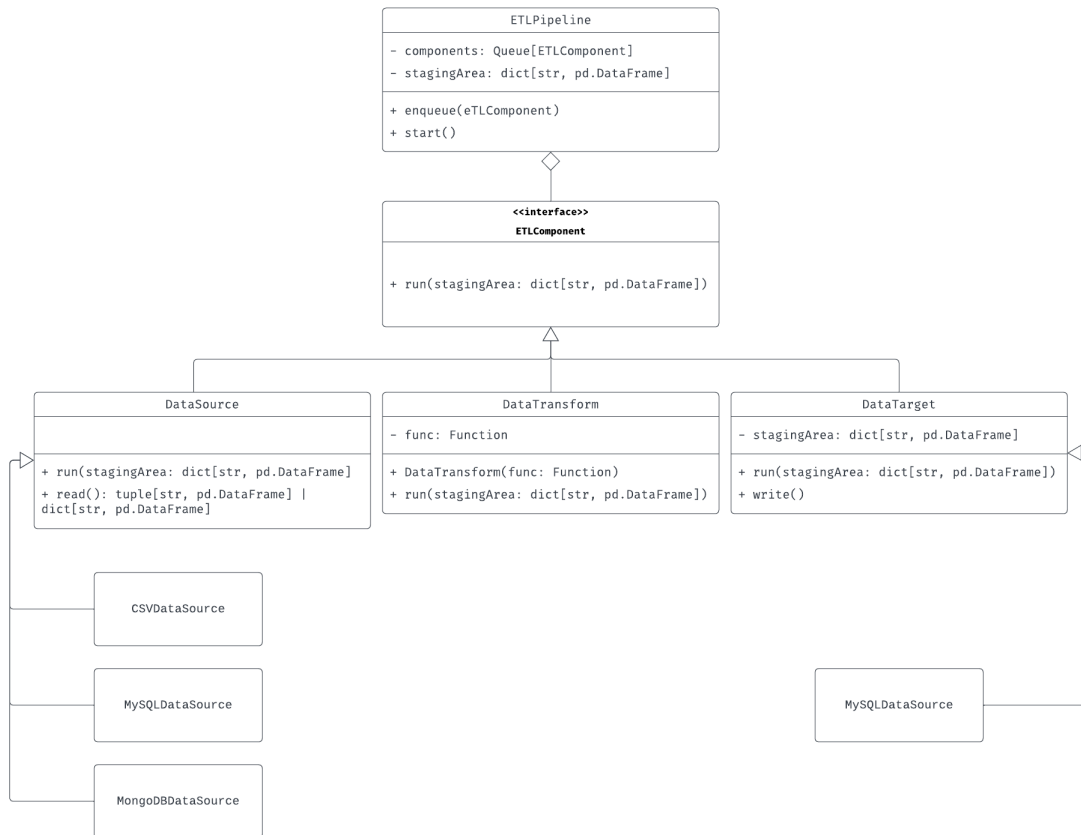 ETLPipeline
- components: Queue[ETLComponent]
- stagingArea: dict[str, pd.DataFrame]
+ enqueue(eTLComponent)
+ start()
<<interface>>
ETLComponent
+ run(stagingArea: dict[str, pd.DataFrame])
DataSource
+ run(stagingArea: dict[str, pd.DataFrame]
+ read(): tuple[str, pd.DataFrame] |
dict[str, pd.DataFrame]
DataTransform
- func: Function
+ DataTransform(func: Function)
+ run(stagingArea: dict[str, pd.DataFrame])
DataTarget
- stagingArea: dict[str, pd.DataFrame]
+ run(stagingArea: dict[str, pd.DataFrame])
+ write()
CSVDataSource
MySQLDataSource
MySQLDataSource
MongoDBDataSource